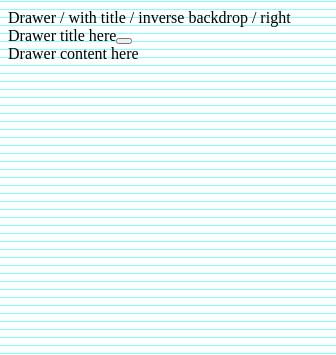 Drawer / with title / inverse backdrop / right
Drawer title here
Drawer content here